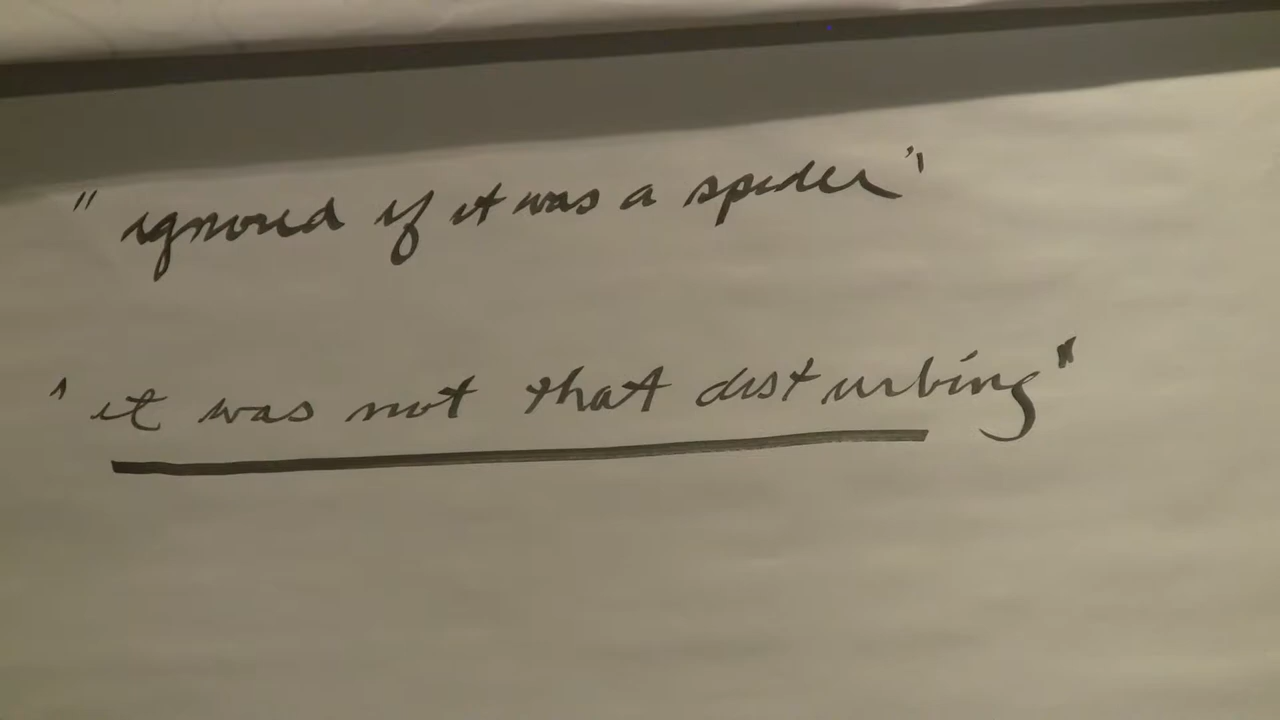 "ignored if it was a spider"
"it was not that disturbing"